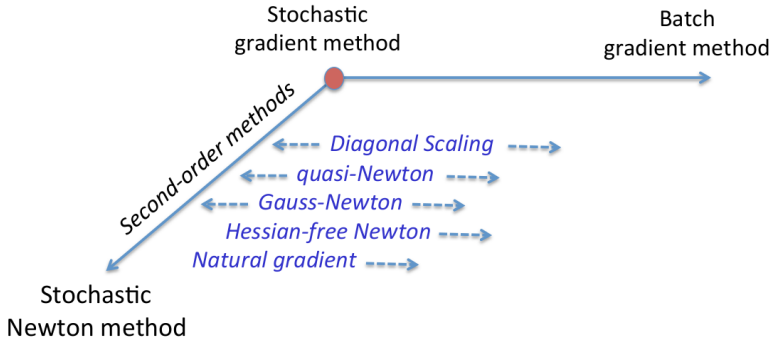 Stochastic
gradient method
Batch
gradient method
Second-order methods
Diagonal Scaling
quasi-Newton
Gauss-Newton
Hessian-free Newton
Natural gradient
Stochastic
Newton method